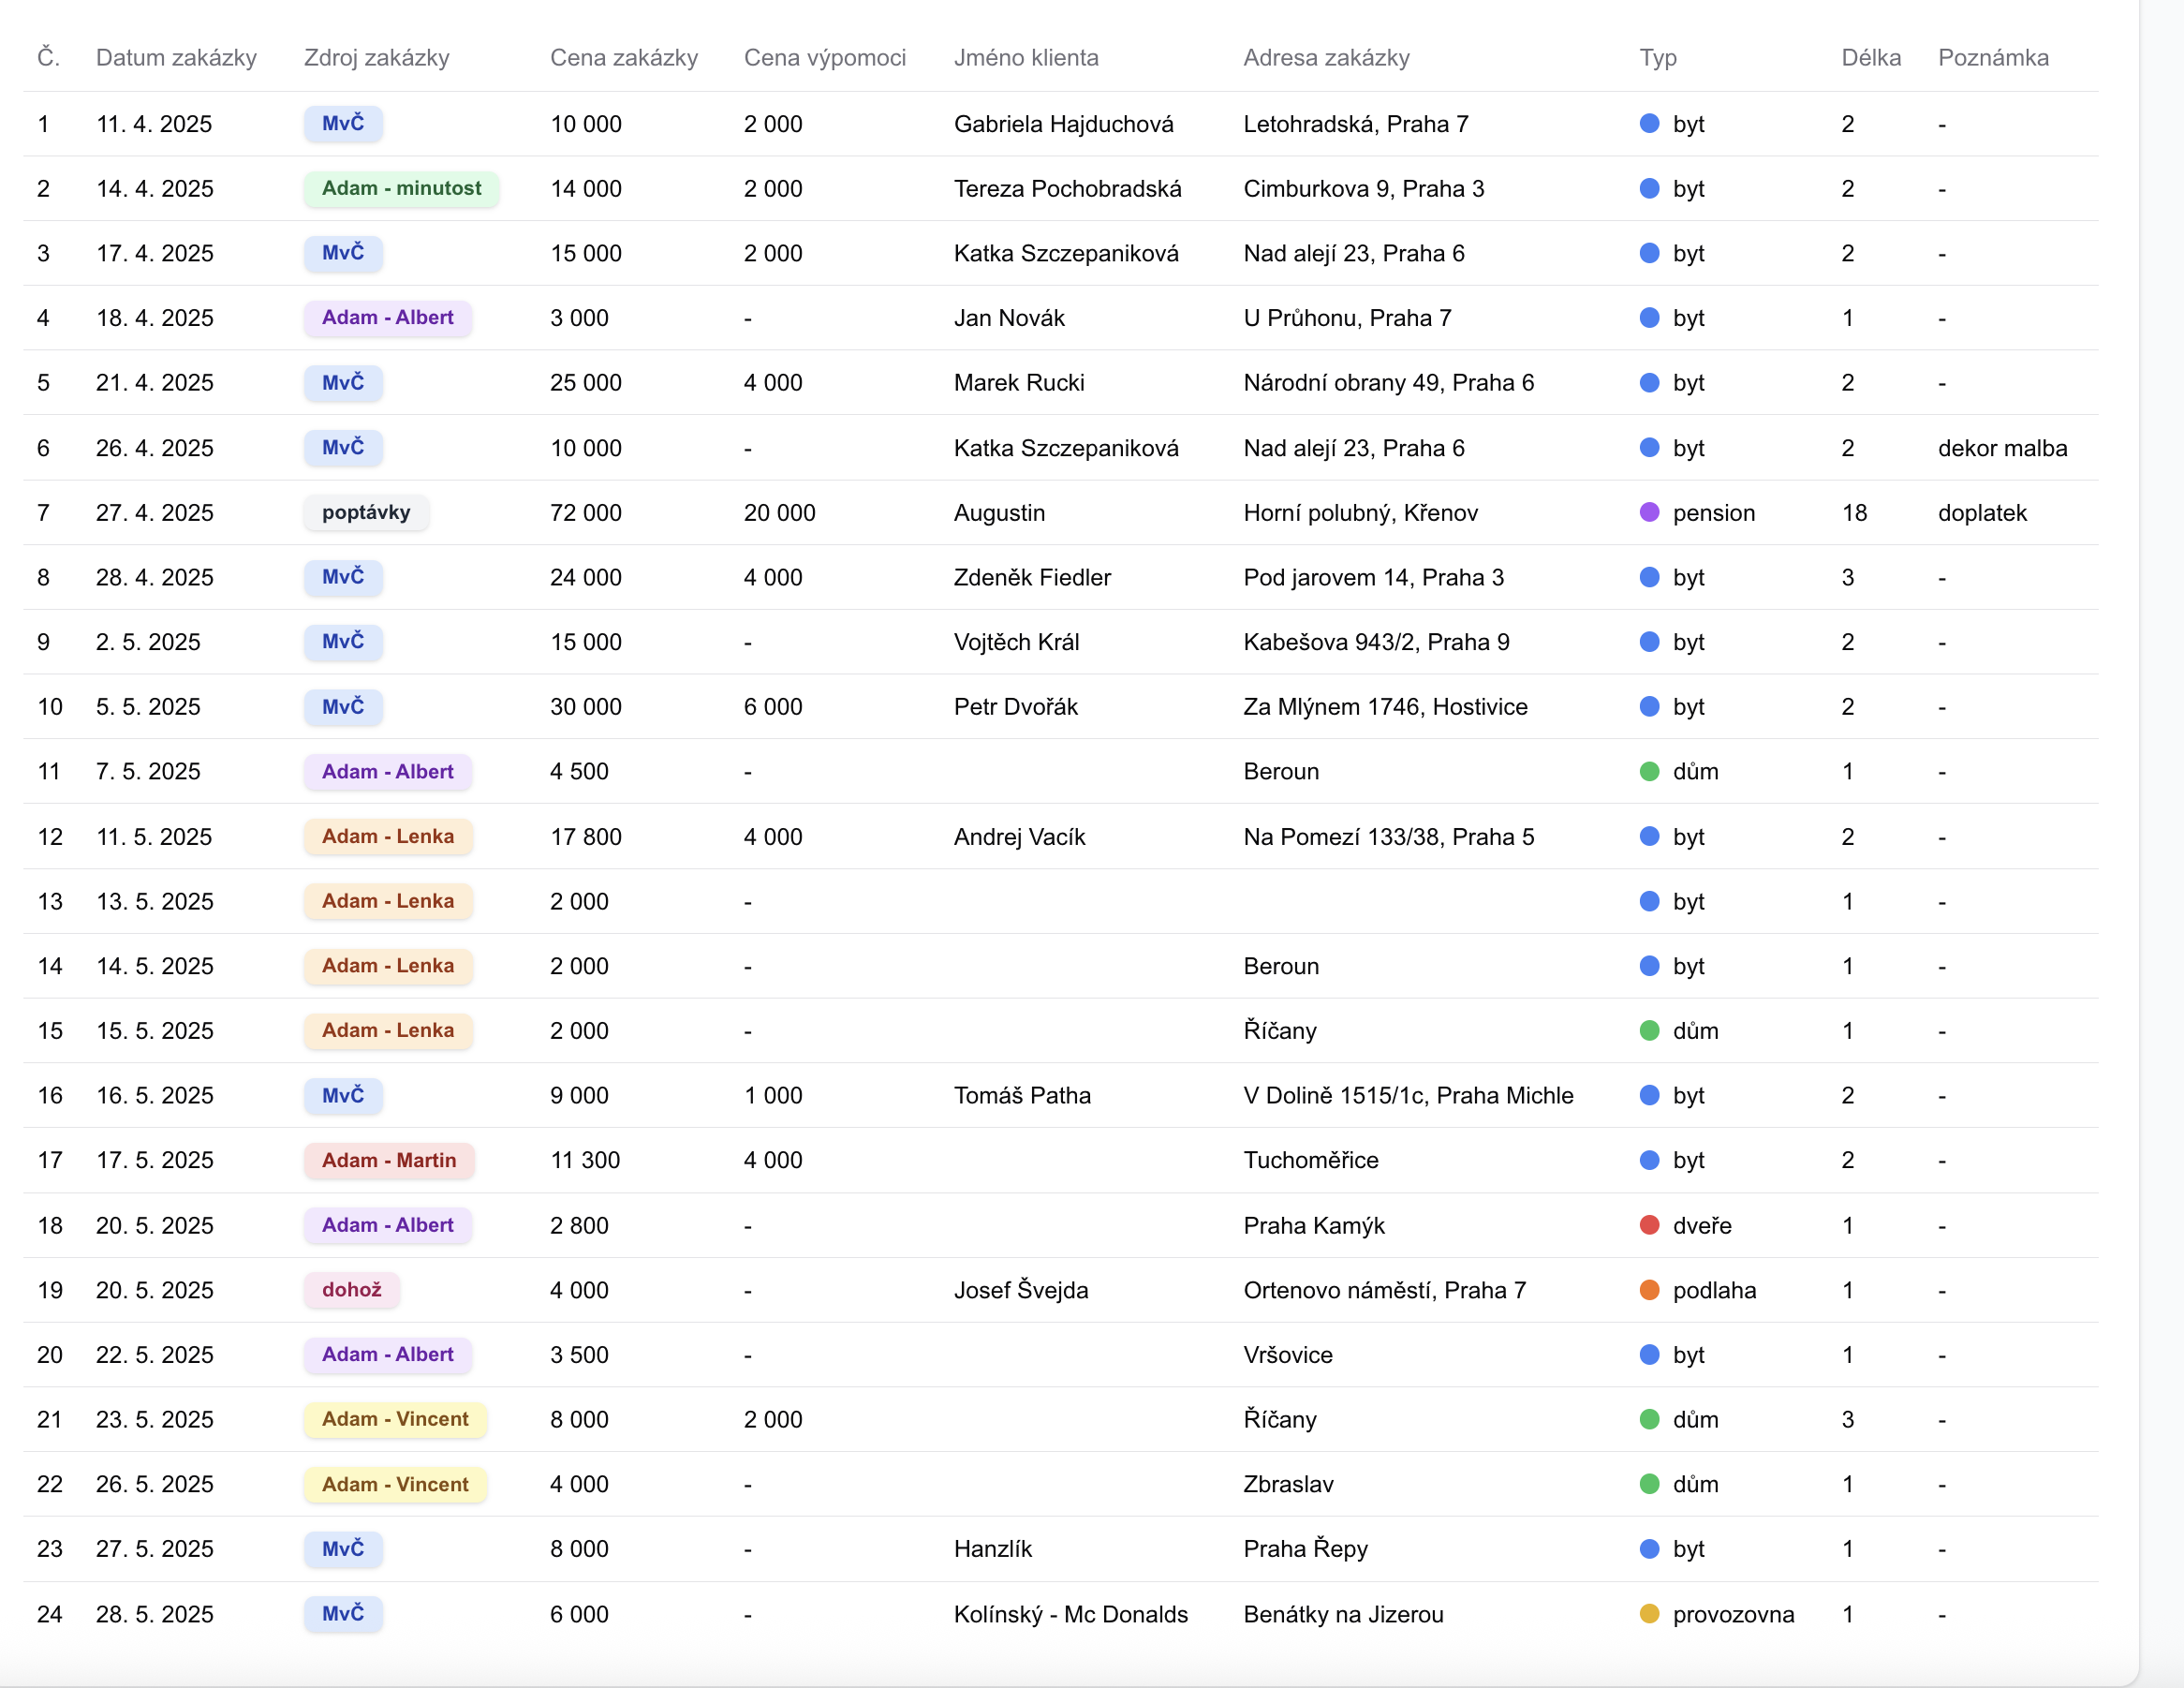 Č. Datum zakázky Zdroj zakázky Cena zakázky Cena výpomoci Jméno klienta Adresa zakázky Typ Délka Poznámka
1 11. 4. 2025 MvČ 10 000 2 000 Gabriela Hajduchová Letohradská, Praha 7 byt 2 -
2 14. 4. 2025 Adam - minutost 14 000 2 000 Tereza Pochobradská Cimburkova 9, Praha 3 byt 2 -
3 17. 4. 2025 MvČ 15 000 2 000 Katka Szczepaniková Nad alejí 23, Praha 6 byt 2 -
4 18. 4. 2025 Adam - Albert 3 000 - Jan Novák U Průhonu, Praha 7 byt 1 -
5 21. 4. 2025 MvČ 25 000 4 000 Marek Rucki Národní obrany 49, Praha 6 byt 2 -
6 26. 4. 2025 MvČ 10 000 - Katka Szczepaniková Nad alejí 23, Praha 6 byt 2 dekor malba
7 27. 4. 2025 poptávky 72 000 20 000 Augustin Horní polubný, Křenov pension 18 doplatek
8 28. 4. 2025 MvČ 24 000 4 000 Zdeněk Fiedler Pod jarovem 14, Praha 3 byt 3 -
9 2. 5. 2025 MvČ 15 000 - Vojtěch Král Kabešova 943/2, Praha 9 byt 2 -
10 5. 5. 2025 MvČ 30 000 6 000 Petr Dvořák Za Mlýnem 1746, Hostivice byt 2 -
11 7. 5. 2025 Adam - Albert 4 500 - Beroun dům 1 -
12 11. 5. 2025 Adam - Lenka 17 800 4 000 Andrej Vacík Na Pomezí 133/38, Praha 5 byt 2 -
13 13. 5. 2025 Adam - Lenka 2 000 - byt 1 -
14 14. 5. 2025 Adam - Lenka 2 000 - Beroun byt 1 -
15 15. 5. 2025 Adam - Lenka 2 000 - Říčany dům 1 -
16 16. 5. 2025 MvČ 9 000 1 000 Tomáš Patha V Dolině 1515/1c, Praha Michle byt 2 -
17 17. 5. 2025 Adam - Martin 11 300 4 000 Tuchoměřice byt 2 -
18 20. 5. 2025 Adam - Albert 2 800 - Praha Kamýk dveře 1 -
19 20. 5. 2025 dohož 4 000 - Josef Švejda Ortenovo náměstí, Praha 7 podlaha 1 -
20 22. 5. 2025 Adam - Albert 3 500 - Vršovice byt 1 -
21 23. 5. 2025 Adam - Vincent 8 000 2 000 Říčany dům 3 -
22 26. 5. 2025 Adam - Vincent 4 000 - Zbraslav dům 1 -
23 27. 5. 2025 MvČ 8 000 - Hanzlík Praha Řepy byt 1 -
24 28. 5. 2025 MvČ 6 000 - Kolínský - Mc Donalds Benátky na Jizerou provozovna 1 -